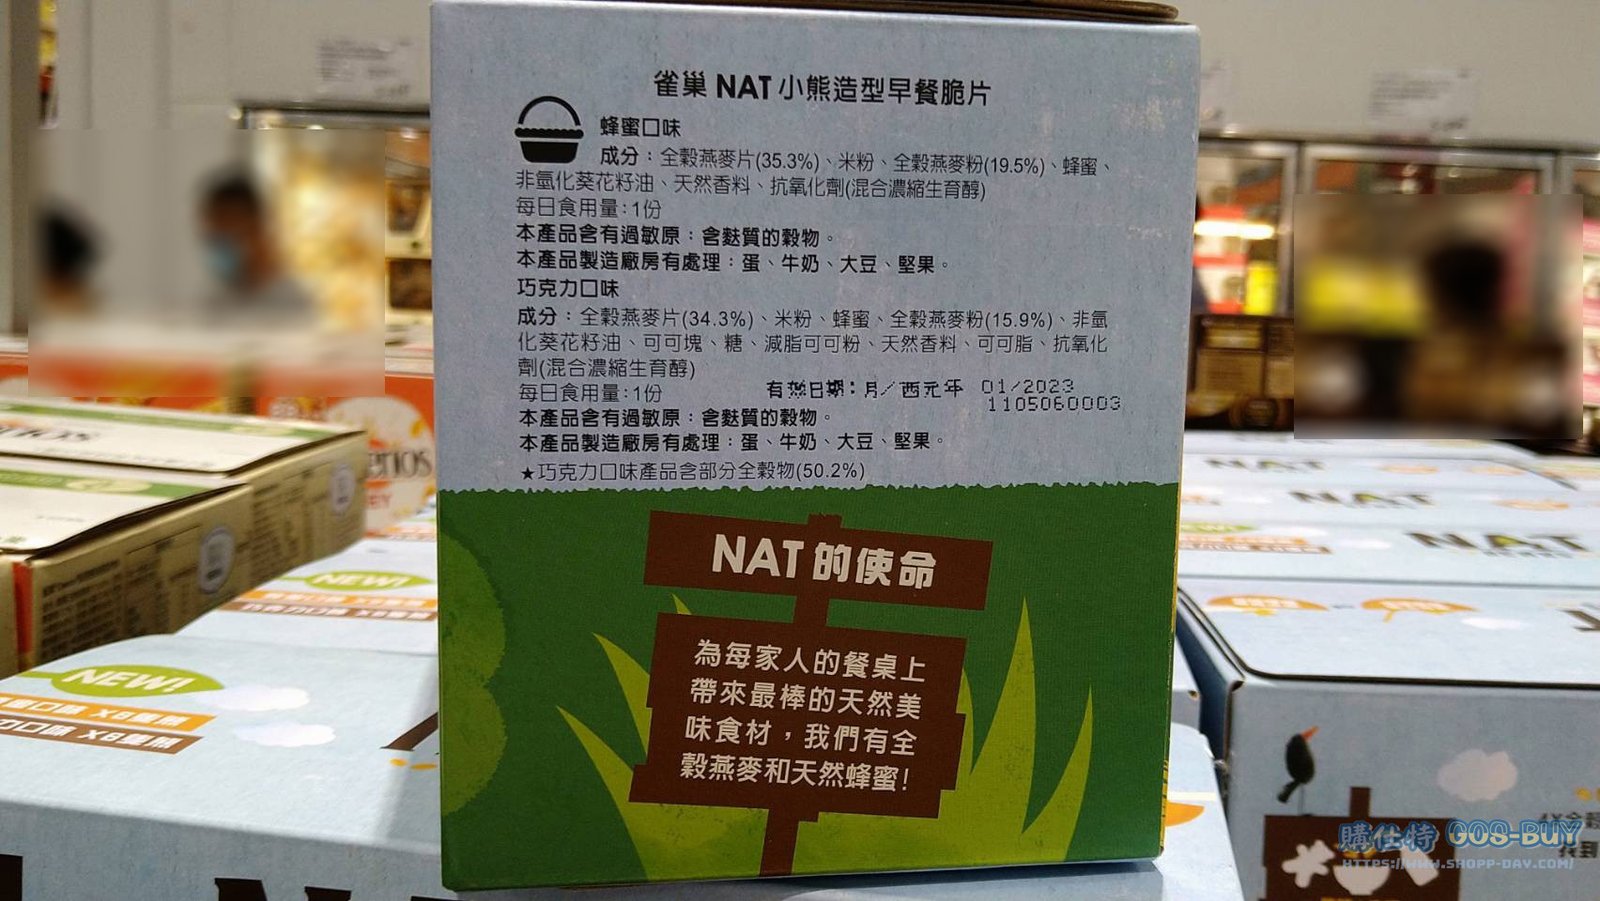 雀巢 NAT 小熊造型早餐脆片
蜂蜜口味
成分：全穀燕麥片(35.3%)、米粉、全穀燕麥粉(19.5%)、蜂蜜、
非氫化葵花籽油、天然香料、抗氧化劑(混合濃縮生育醇)
每日食用量：1份
本產品含有過敏原：含麩質的穀物。
本產品製造廠房有處理：蛋、牛奶、大豆、堅果。
巧克力口味
成分：全穀燕麥片(34.3%)、米粉、蜂蜜、全穀燕麥粉(15.9%)、非氫
化葵花籽油、可可塊、糖、減脂可可粉、天然香料、可可脂、抗氧化
劑(混合濃縮生育醇)
每日食用量：1份
有效日期：月／西元年 01/2023
1105060003
本產品含有過敏原：含麩質的穀物。
本產品製造廠房有處理：蛋、牛奶、大豆、堅果。
★巧克力口味產品含部分全穀物(50.2%)
NAT 的使命
為每家人的餐桌上
帶來最棒的天然美
味食材，我們有全
穀燕麥和天然蜂蜜!
NEW!
NEW!
NAT
NAT
NAT
購仕特 GOS-BUY
HTTPS://WWW.SHOPP-DAY.COM/